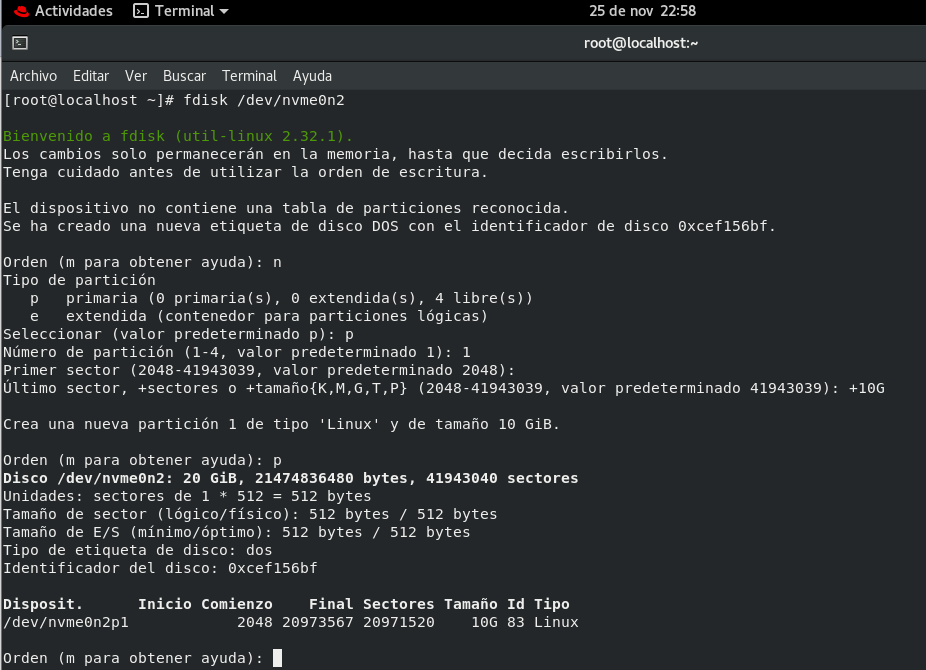 Actividades Terminal 25 de nov 22:58
root@localhost:~
Archivo Editar Ver Buscar Terminal Ayuda
[root@localhost ~]# fdisk /dev/nvme0n2
Bienvenido a fdisk (util-linux 2.32.1).
Los cambios solo permanecerán en la memoria, hasta que decida escribirlos.
Tenga cuidado antes de utilizar la orden de escritura.
El dispositivo no contiene una tabla de particiones reconocida.
Se ha creado una nueva etiqueta de disco DOS con el identificador de disco 0xcef156bf.
Orden (m para obtener ayuda): n
Tipo de partición
   p   primaria (0 primaria(s), 0 extendida(s), 4 libre(s))
   e   extendida (contenedor para particiones lógicas)
Seleccionar (valor predeterminado p): p
Número de partición (1-4, valor predeterminado 1): 1
Primer sector (2048-41943039, valor predeterminado 2048):
Último sector, +sectores o +tamaño{K,M,G,T,P} (2048-41943039, valor predeterminado 41943039): +10G
Crea una nueva partición 1 de tipo 'Linux' y de tamaño 10 GiB.
Orden (m para obtener ayuda): p
Disco /dev/nvme0n2: 20 GiB, 21474836480 bytes, 41943040 sectores
Unidades: sectores de 1 * 512 = 512 bytes
Tamaño de sector (lógico/físico): 512 bytes / 512 bytes
Tamaño de E/S (mínimo/óptimo): 512 bytes / 512 bytes
Tipo de etiqueta de disco: dos
Identificador del disco: 0xcef156bf
Disposit.      Inicio Comienzo    Final Sectores Tamaño Id Tipo
/dev/nvme0n2p1            2048 20973567 20971520    10G 83 Linux
Orden (m para obtener ayuda):